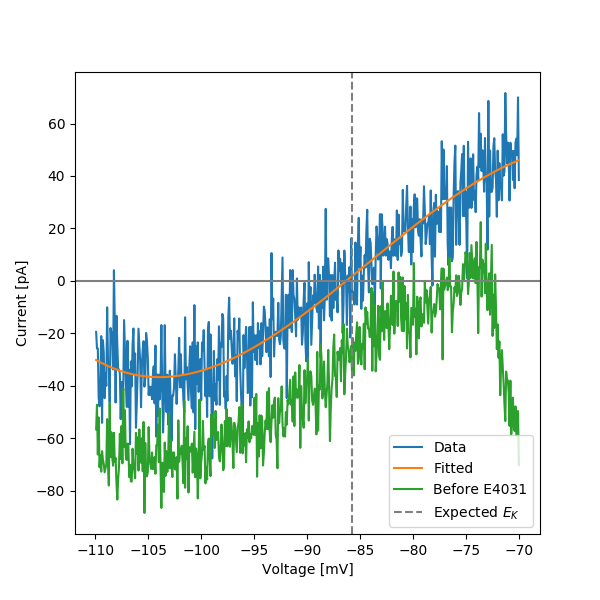 60
40
20
0
−20
−40
−60
−80
Current [pA]
Data
Fitted
Before E4031
Expected E_K
−110 −105 −100 −95 −90 −85 −80 −75 −70
Voltage [mV]